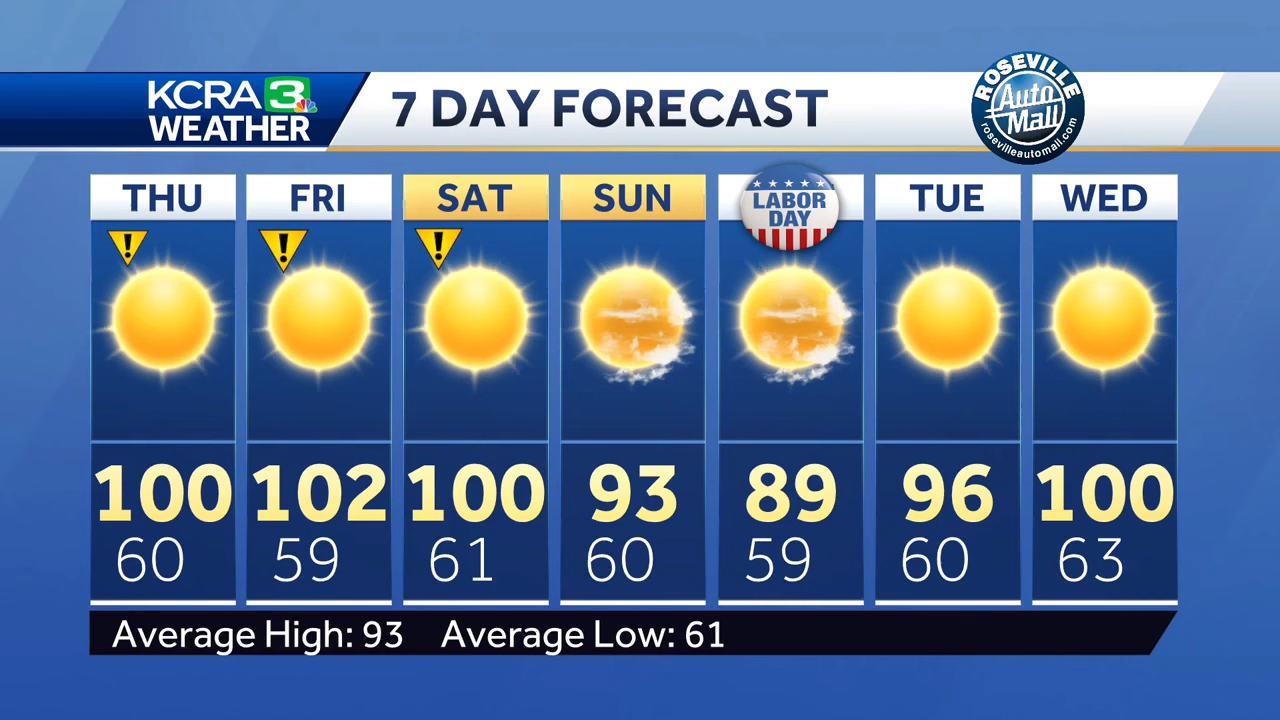 KCRA 3
WEATHER
7 DAY FORECAST
ROSEVILLE
Auto
Mall
rosevilleautomall.com
THU FRI SAT SUN LABOR DAY TUE WED
! ! !
100 102 100 93 89 96 100
60 59 61 60 59 60 63
Average High: 93 Average Low: 61